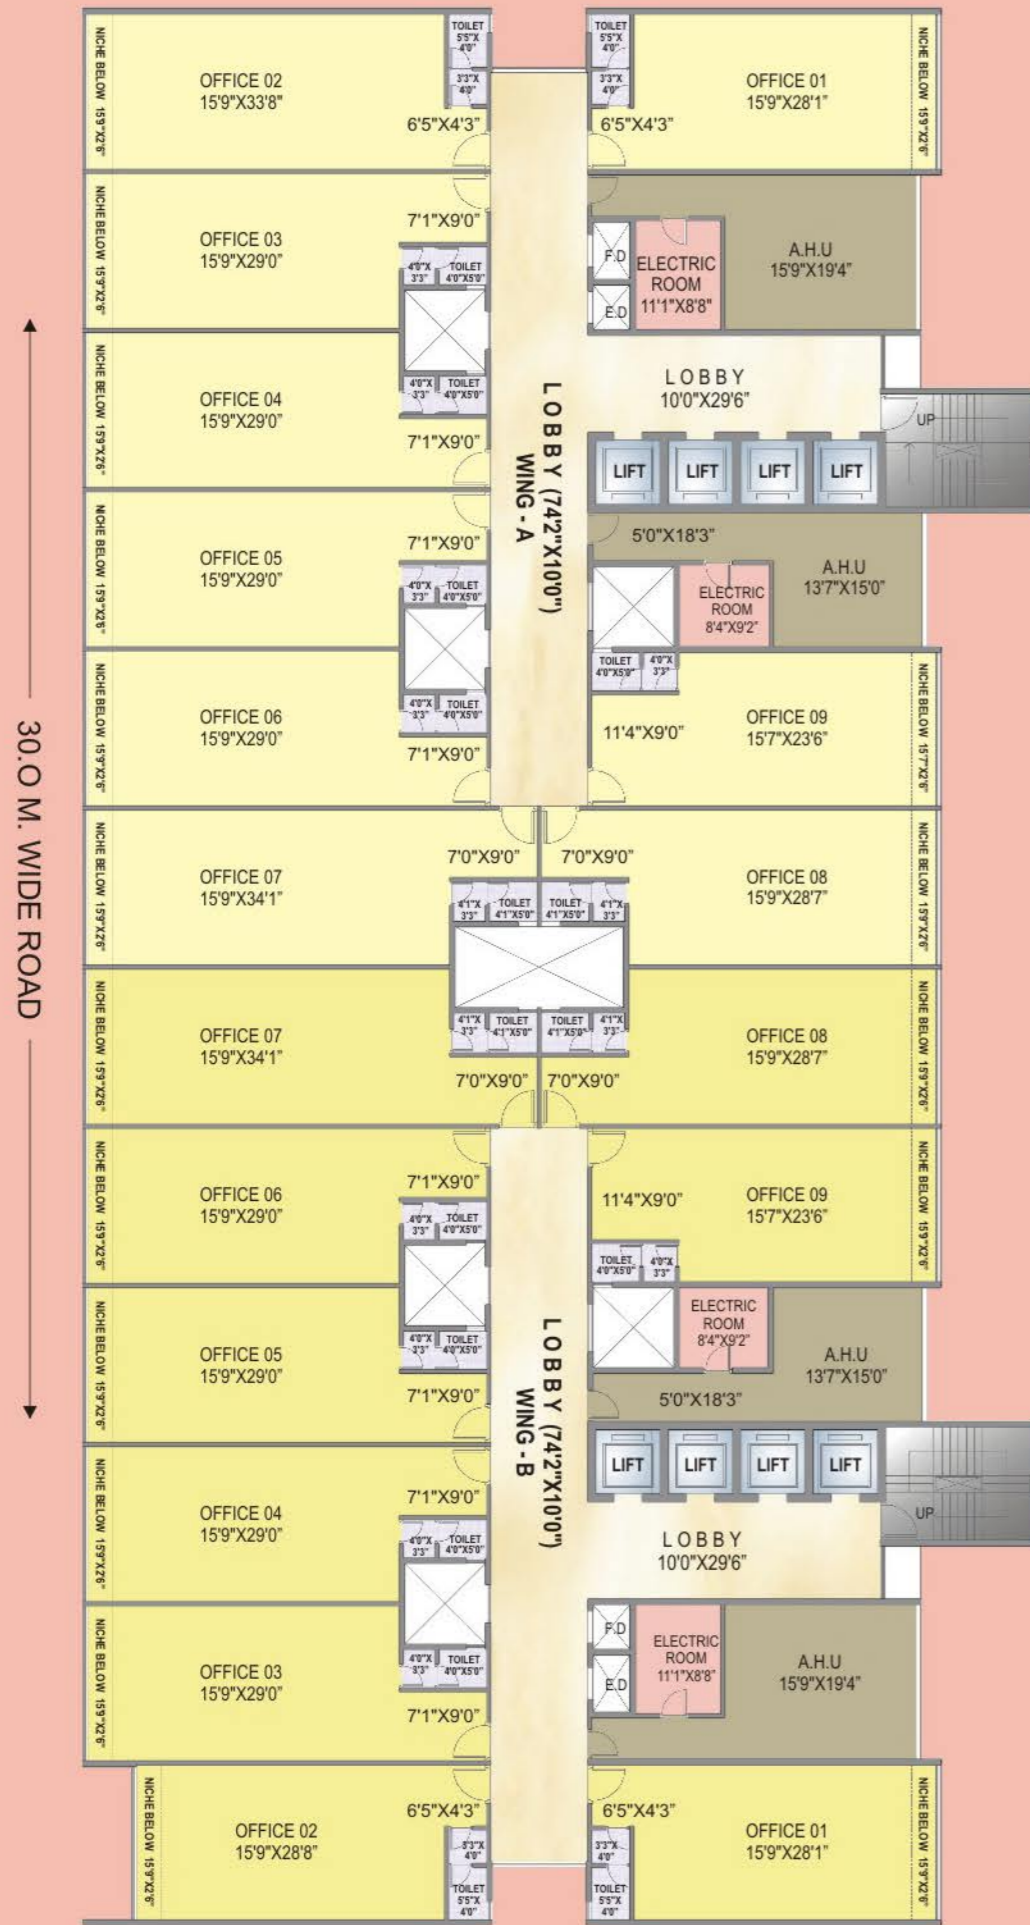 TOILET
5'5"X
4'0"
3'3"X
4'0"
NICHE BELOW 15'9"X2'6"
OFFICE 02
15'9"X33'8"
6'5"X4'3"
TOILET
5'5"X
4'0"
3'3"X
4'0"
OFFICE 01
15'9"X28'1"
6'5"X4'3"
NICHE BELOW 15'9"X2'6"
NICHE BELOW 15'9"X2'6"
OFFICE 03
15'9"X29'0"
7'1"X9'0"
4'0"X
3'3"
TOILET
4'0"X5'0"
F.D
E.D
ELECTRIC
ROOM
11'1"X8'8"
A.H.U
15'9"X19'4"
NICHE BELOW 15'9"X2'6"
OFFICE 04
15'9"X29'0"
4'0"X
3'3"
TOILET
4'0"X5'0"
7'1"X9'0"
LOBBY
10'0"X29'6"
UP
LIFT
LIFT
LIFT
LIFT
LOBBY (74'2"X10'0")
WING - A
NICHE BELOW 15'9"X2'6"
OFFICE 05
15'9"X29'0"
7'1"X9'0"
4'0"X
3'3"
TOILET
4'0"X5'0"
5'0"X18'3"
ELECTRIC
ROOM
8'4"X9'2"
A.H.U
13'7"X15'0"
NICHE BELOW 15'9"X2'6"
OFFICE 06
15'9"X29'0"
4'0"X
3'3"
TOILET
4'0"X5'0"
7'1"X9'0"
TOILET
4'0"X5'0"
4'0"X
3'3"
11'4"X9'0"
OFFICE 09
15'7"X23'6"
NICHE BELOW 15'7"X2'6"
30.O M. WIDE ROAD
NICHE BELOW 15'9"X2'6"
OFFICE 07
15'9"X34'1"
7'0"X9'0"
4'1"X
3'3"
TOILET
4'1"X5'0"
7'0"X9'0"
TOILET
4'1"X5'0"
4'1"X
3'3"
OFFICE 08
15'9"X28'7"
NICHE BELOW 15'9"X2'6"
NICHE BELOW 15'9"X2'6"
OFFICE 07
15'9"X34'1"
4'1"X
3'3"
TOILET
4'1"X5'0"
7'0"X9'0"
TOILET
4'1"X5'0"
4'1"X
3'3"
7'0"X9'0"
OFFICE 08
15'9"X28'7"
NICHE BELOW 15'9"X2'6"
NICHE BELOW 15'9"X2'6"
OFFICE 06
15'9"X29'0"
7'1"X9'0"
4'0"X
3'3"
TOILET
4'0"X5'0"
11'4"X9'0"
OFFICE 09
15'7"X23'6"
TOILET
4'0"X5'0"
4'0"X
3'3"
NICHE BELOW 15'9"X2'6"
NICHE BELOW 15'9"X2'6"
OFFICE 05
15'9"X29'0"
4'0"X
3'3"
TOILET
4'0"X5'0"
7'1"X9'0"
ELECTRIC
ROOM
8'4"X9'2"
A.H.U
13'7"X15'0"
5'0"X18'3"
LOBBY (74'2"X10'0")
WING - B
LIFT
LIFT
LIFT
LIFT
UP
LOBBY
10'0"X29'6"
NICHE BELOW 15'9"X2'6"
OFFICE 04
15'9"X29'0"
7'1"X9'0"
4'0"X
3'3"
TOILET
4'0"X5'0"
NICHE BELOW 15'9"X2'6"
OFFICE 03
15'9"X29'0"
4'0"X
3'3"
TOILET
4'0"X5'0"
7'1"X9'0"
F.D
E.D
ELECTRIC
ROOM
11'1"X8'8"
A.H.U
15'9"X19'4"
NICHE BELOW 15'9"X2'6"
OFFICE 02
15'9"X28'8"
6'5"X4'3"
3'3"X
4'0"
TOILET
5'5"X
4'0"
6'5"X4'3"
3'3"X
4'0"
TOILET
5'5"X
4'0"
OFFICE 01
15'9"X28'1"
NICHE BELOW 15'9"X2'6"